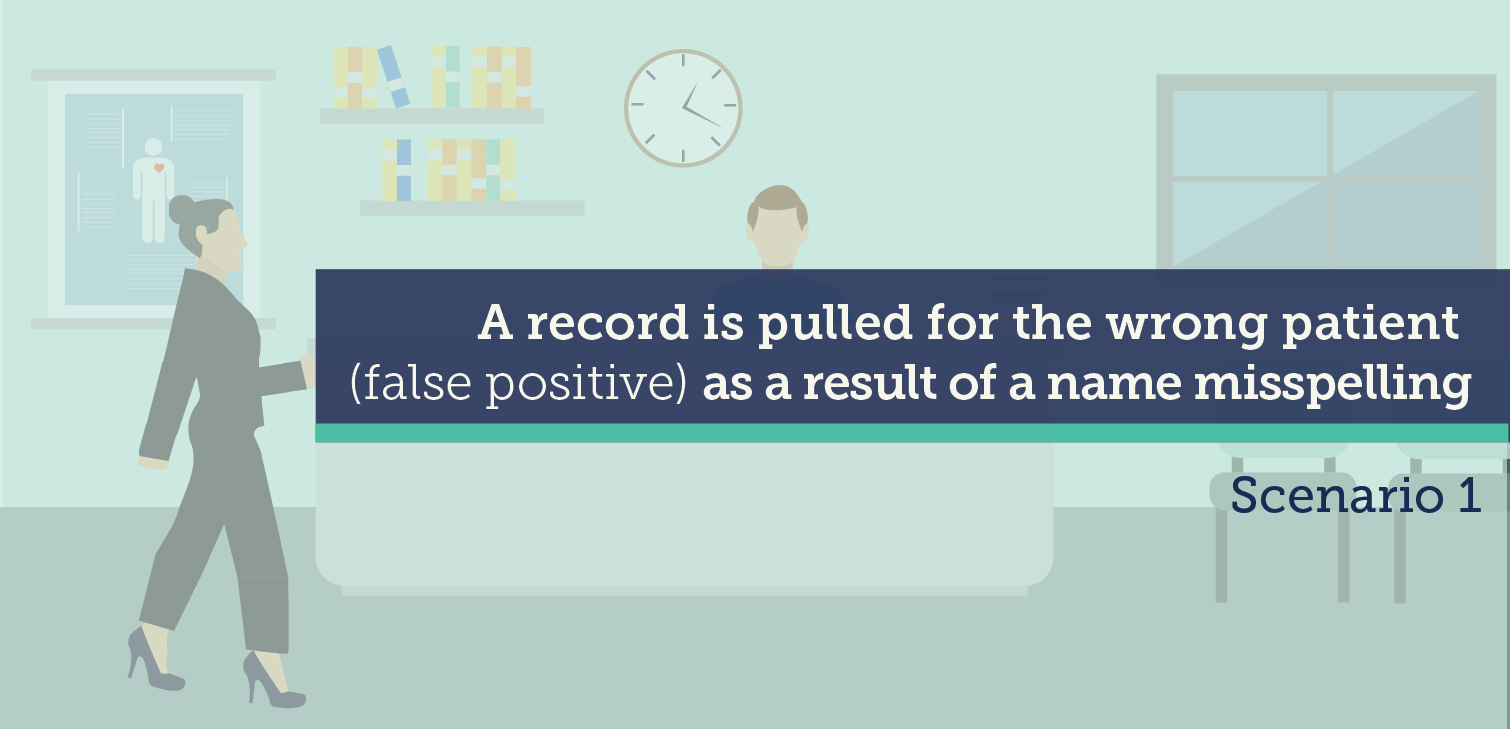 A record is pulled for the wrong patient
(false positive) as a result of a name misspelling
Scenario 1